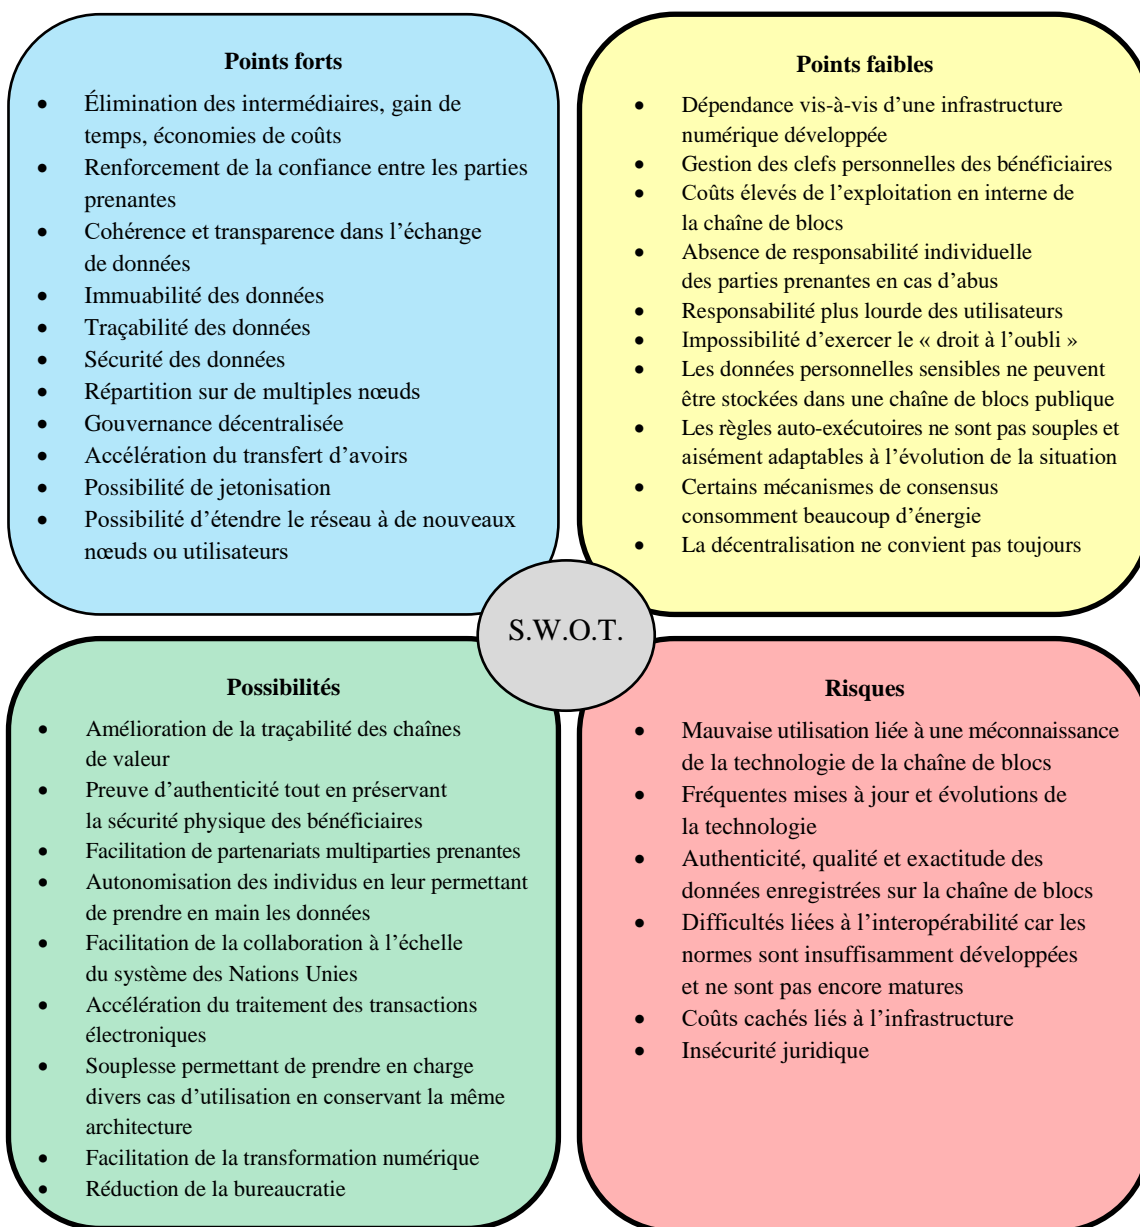 Points forts
• Élimination des intermédiaires, gain de
temps, économies de coûts
• Renforcement de la confiance entre les parties
prenantes
• Cohérence et transparence dans l’échange
de données
• Immuabilité des données
• Traçabilité des données
• Sécurité des données
• Répartition sur de multiples nœuds
• Gouvernance décentralisée
• Accélération du transfert d’avoirs
• Possibilité de jetonisation
• Possibilité d’étendre le réseau à de nouveaux
nœuds ou utilisateurs
Points faibles
• Dépendance vis-à-vis d’une infrastructure
numérique développée
• Gestion des clefs personnelles des bénéficiaires
• Coûts élevés de l’exploitation en interne de
la chaîne de blocs
• Absence de responsabilité individuelle
des parties prenantes en cas d’abus
• Responsabilité plus lourde des utilisateurs
• Impossibilité d’exercer le « droit à l’oubli »
• Les données personnelles sensibles ne peuvent
être stockées dans une chaîne de blocs publique
• Les règles auto-exécutoires ne sont pas souples et
aisément adaptables à l’évolution de la situation
• Certains mécanismes de consensus
consomment beaucoup d’énergie
• La décentralisation ne convient pas toujours
S.W.O.T.
Possibilités
• Amélioration de la traçabilité des chaînes
de valeur
• Preuve d’authenticité tout en préservant
la sécurité physique des bénéficiaires
• Facilitation de partenariats multiparties prenantes
• Autonomisation des individus en leur permettant
de prendre en main les données
• Facilitation de la collaboration à l’échelle
du système des Nations Unies
• Accélération du traitement des transactions
électroniques
• Souplesse permettant de prendre en charge
divers cas d’utilisation en conservant la même
architecture
• Facilitation de la transformation numérique
• Réduction de la bureaucratie
Risques
• Mauvaise utilisation liée à une méconnaissance
de la technologie de la chaîne de blocs
• Fréquentes mises à jour et évolutions de
la technologie
• Authenticité, qualité et exactitude des
données enregistrées sur la chaîne de blocs
• Difficultés liées à l’interopérabilité car les
normes sont insuffisamment développées
et ne sont pas encore matures
• Coûts cachés liés à l’infrastructure
• Insécurité juridique